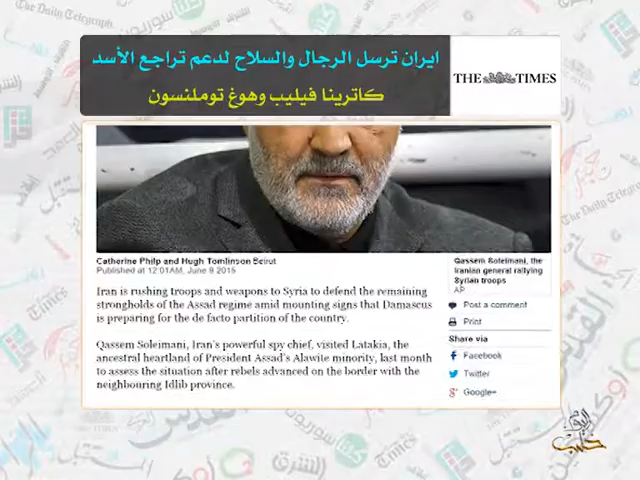 ايران ترسل الرجال والسلاح لدعم تراجع الأسد
كاترينا فيليب وهوغ توملنسون
THE TIMES
Catherine Philp and Hugh Tomlinson Beirut
Published at 12:01AM, June 9 2015
Iran is rushing troops and weapons to Syria to defend the remaining
strongholds of the Assad regime amid mounting signs that Damascus
is preparing for the de facto partition of the country.
Qassem Soleimani, Iran's powerful spy chief, visited Latakia, the
ancestral heartland of President Assad's Alawite minority, last month
to assess the situation after rebels advanced on the border with the
neighbouring Idlib province.
Qassem Soleimani, the
Iranian general rallying
Syrian troops
AP
Post a comment
Print
Share via
Facebook
Twitter
Google+